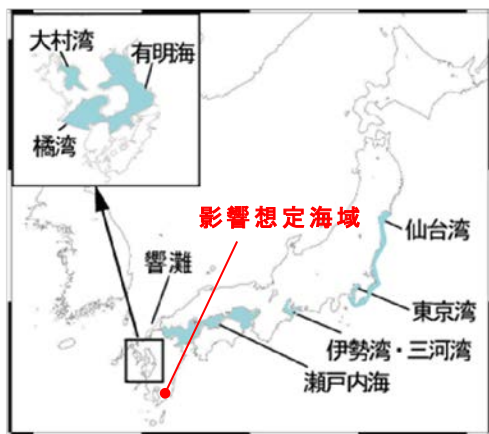 大村湾
有明海
橘湾
影響想定海域
仙台湾
響灘
東京湾
伊勢湾・三河湾
瀬戸内海